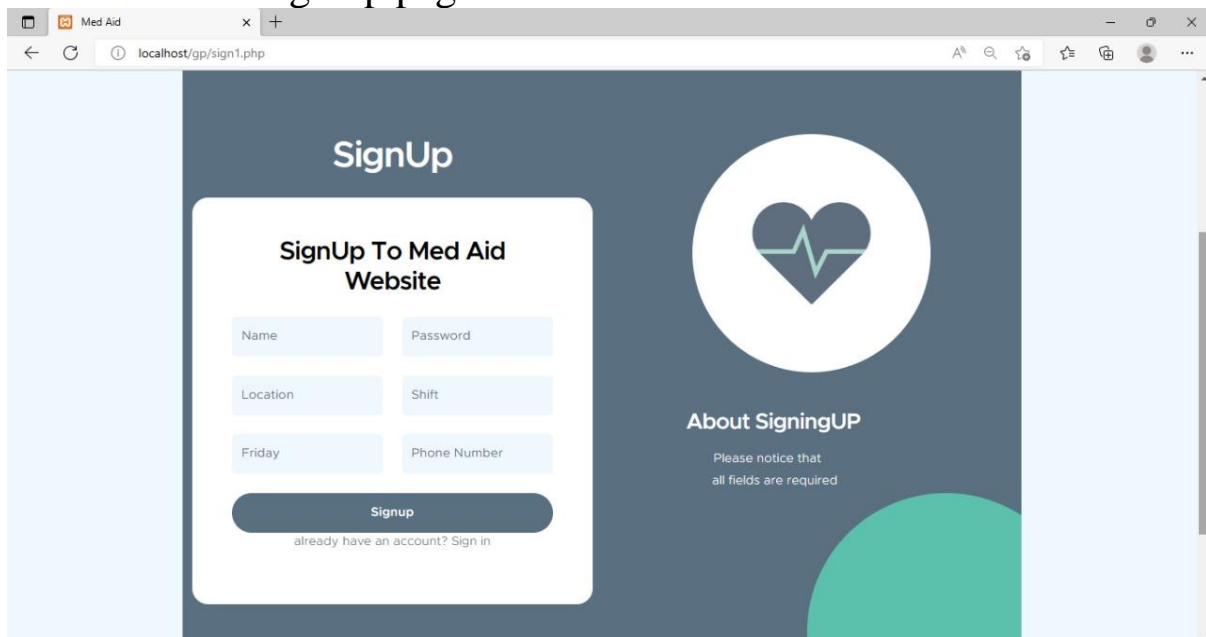 Med Aid
localhost/gp/sign1.php
SignUp
SignUp To Med Aid
Website
Name
Password
Location
Shift
Friday
Phone Number
Signup
already have an account? Sign in
About SigningUP
Please notice that
all fields are required